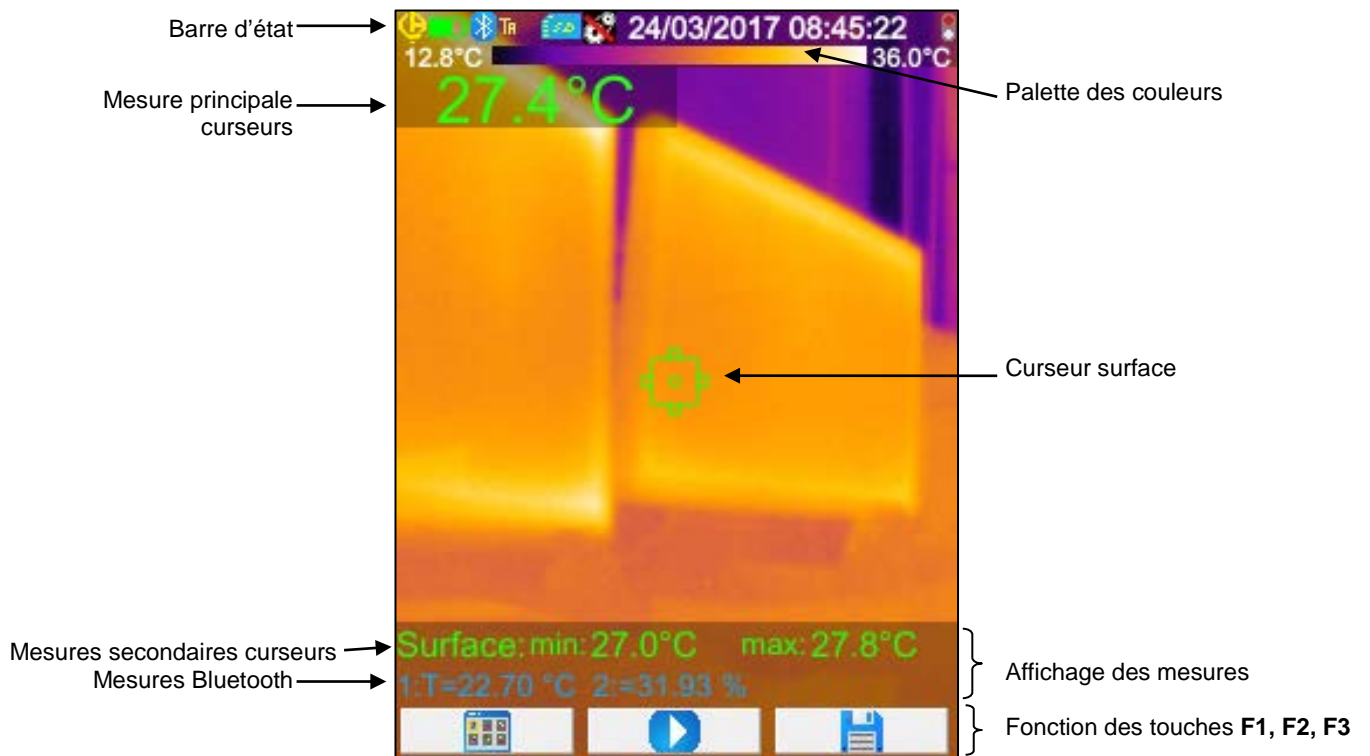 Barre d'état
24/03/2017 08:45:22
12.8°C 36.0°C
27.4°C
Mesure principale
curseurs
Palette des couleurs
Curseur surface
Mesures secondaires curseurs
Surface: min: 27.0°C max: 27.8°C
Mesures Bluetooth
1:T=22.70 °C 2:=31.93 %
Affichage des mesures
Fonction des touches F1, F2, F3